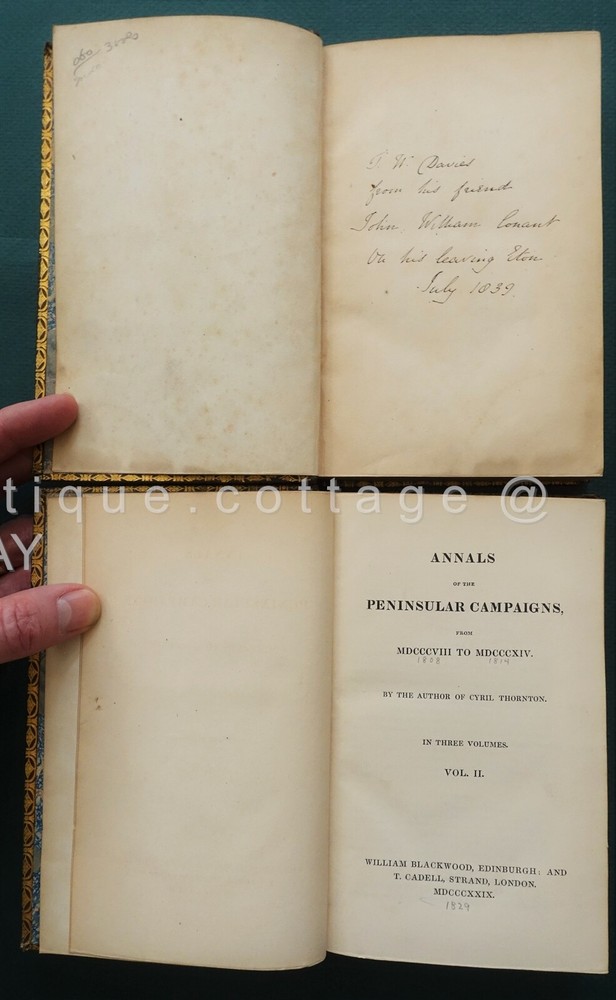 T. W. Davies
from his friend
John William Conant
On his leaving Eton
July 1839
tique.cottage @
AY
ANNALS
OF THE
PENINSULAR CAMPAIGNS,
FROM
MDCCCVIII TO MDCCCXIV.
1808 1814
BY THE AUTHOR OF CYRIL THORNTON.
IN THREE VOLUMES.
VOL. II.
WILLIAM BLACKWOOD, EDINBURGH: AND
T. CADELL, STRAND, LONDON.
MDCCCXXIX.
1829